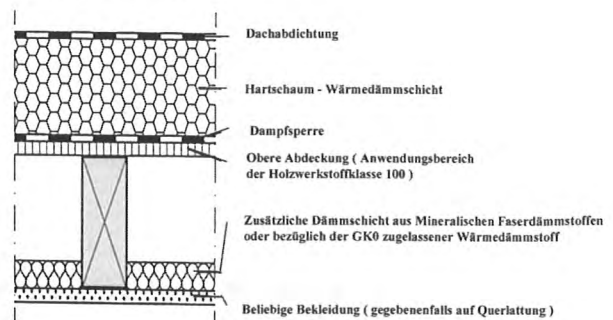 Dachabdichtung
Hartschaum - Wärmedämmschicht
Dampfsperre
Obere Abdeckung ( Anwendungsbereich
der Holzwerkstoffklasse 100 )
Zusätzliche Dämmschicht aus Mineralischen Faserdämmstoffen
oder bezüglich der GK0 zugelassener Wärmedämmstoff
Beliebige Bekleidung ( gegebenenfalls auf Querlattung )